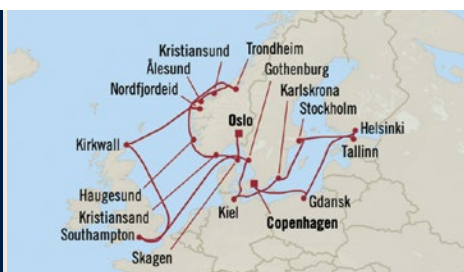 Kristiansund
Trondheim
Ålesund
Gothenburg
Nordfjordeid
Karlskrona
Oslo
Stockholm
Helsinki
Kirkwall
Tallinn
Haugesund
Kristiansand
Gdansk
Southampton
Kiel
Copenhagen
Skagen